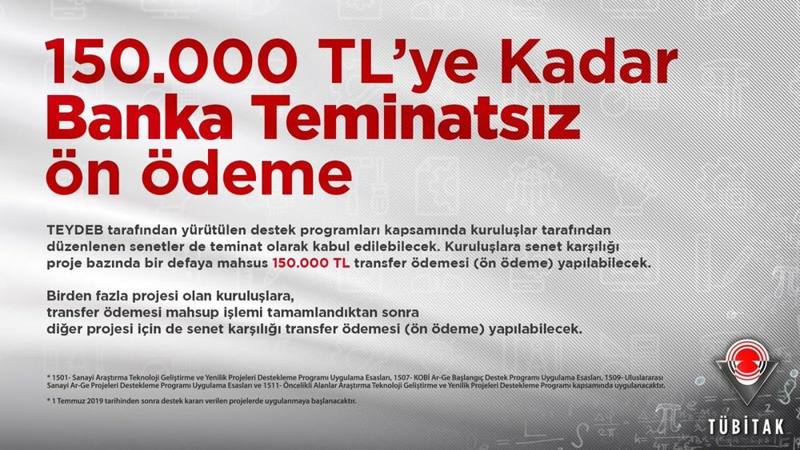 150.000 TL’ye Kadar
Banka Teminatsız
ön ödeme
TEYDEB tarafından yürütülen destek programları kapsamında kuruluşlar tarafından
düzenlenen senetler de teminat olarak kabul edilebilecek. Kuruluşlara senet karşılığı
proje bazında bir defaya mahsus 150.000 TL transfer ödemesi (ön ödeme) yapılabilecek.
Birden fazla projesi olan kuruluşlara,
transfer ödemesi mahsup işlemi tamamlandıktan sonra
diğer projesi için de senet karşılığı transfer ödemesi (ön ödeme) yapılabilecek.
* 1501- Sanayi Araştırma Teknoloji Geliştirme ve Yenilik Projeleri Destekleme Programı Uygulama Esasları, 1507- KOBİ Ar-Ge Başlangıç Destek Programı Uygulama Esasları, 1509- Uluslararası
Sanayi Ar-Ge Projeleri Destekleme Programı Uygulama Esasları ve 1511- Öncelikli Alanlar Araştırma Teknoloji Geliştirme ve Yenilik Projeleri Destekleme Programı kapsamında uygulanacaktır.
* 1 Temmuz 2019 tarihinden sonra destek kararı verilen projelerde uygulanmaya başlanacaktır.
TÜBİTAK